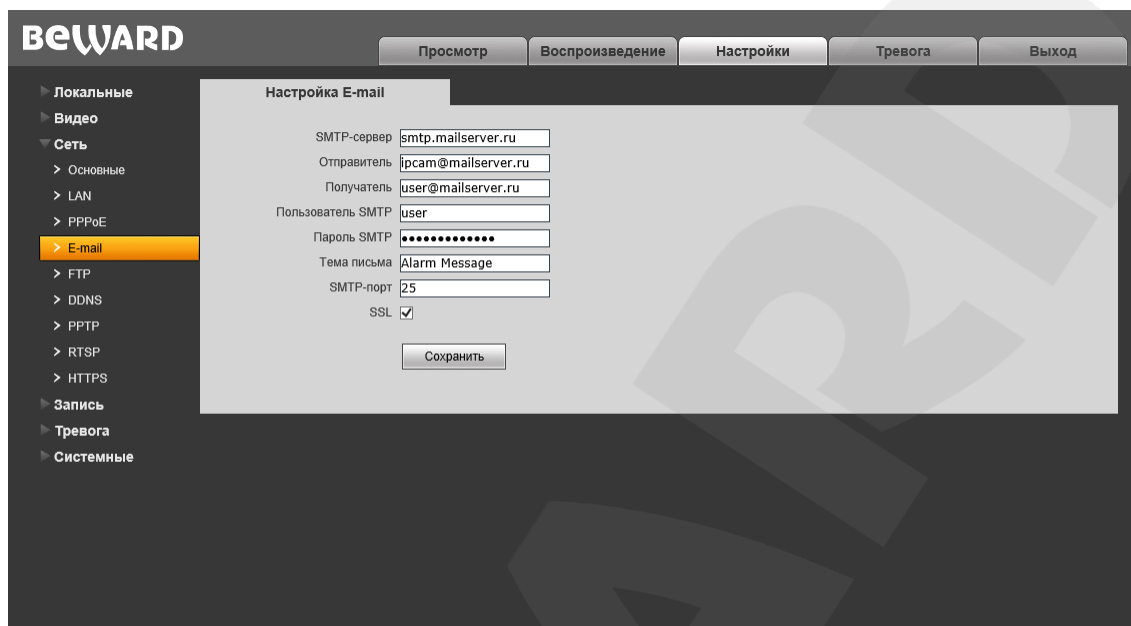 BEWARD
Просмотр
Воспроизведение
Настройки
Тревога
Выход
Локальные
Видео
Сеть
Основные
LAN
PPPoE
E-mail
FTP
DDNS
PPTP
RTSP
HTTPS
Запись
Тревога
Системные
Настройка E-mail
SMTP-сервер smtp.mailserver.ru
Отправитель ipcam@mailserver.ru
Получатель user@mailserver.ru
Пользователь SMTP user
Пароль SMTP •••••••••••••
Тема письма Alarm Message
SMTP-порт 25
SSL
Сохранить